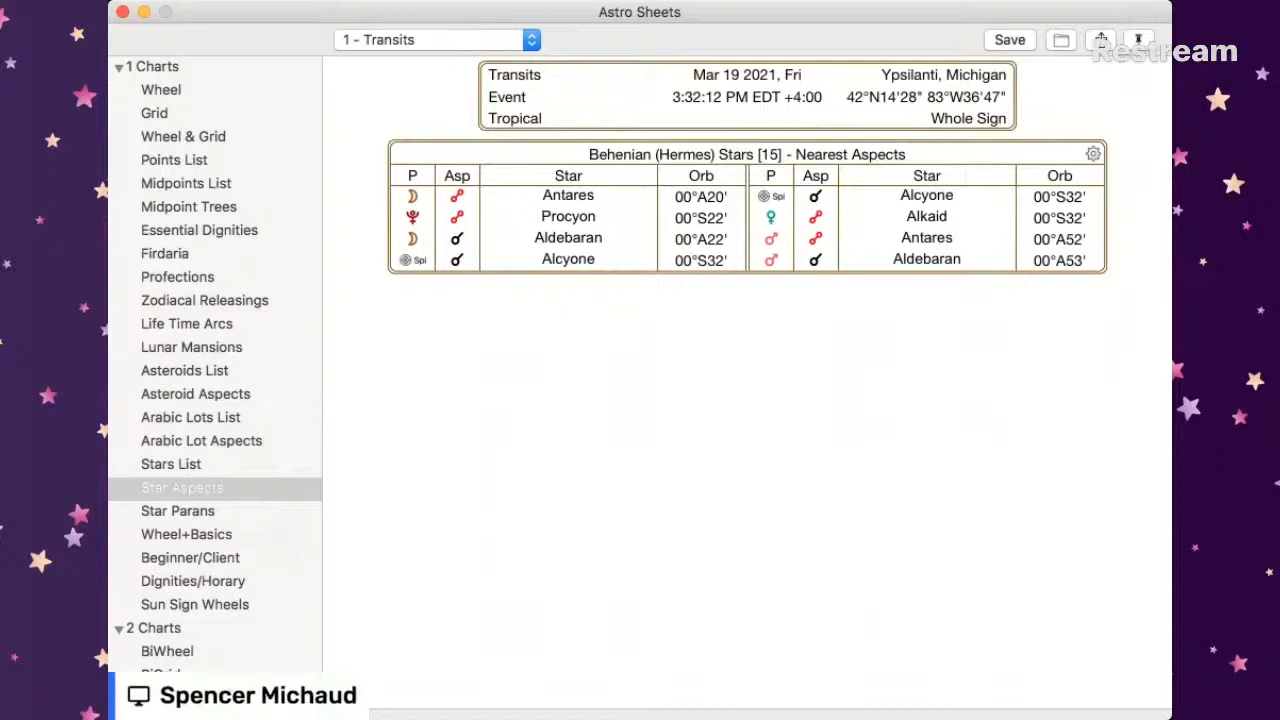 Astro Sheets
1 - Transits
Save
Restream
1 Charts
Wheel
Grid
Wheel & Grid
Points List
Midpoints List
Midpoint Trees
Essential Dignities
Firdaria
Profections
Zodiacal Releasings
Life Time Arcs
Lunar Mansions
Asteroids List
Asteroid Aspects
Arabic Lots List
Arabic Lot Aspects
Stars List
Star Aspects
Star Parans
Wheel+Basics
Beginner/Client
Dignities/Horary
Sun Sign Wheels
2 Charts
BiWheel
Transits Mar 19 2021, Fri Ypsilanti, Michigan
Event 3:32:12 PM EDT +4:00 42°N14'28" 83°W36'47"
Tropical Whole Sign
Behenian (Hermes) Stars [15] - Nearest Aspects
P Asp Star Orb P Asp Star Orb
☽ ☍ Antares 00°A20' Spi ☌ Alcyone 00°S32'
♇ ☍ Procyon 00°S22' ♀ ☍ Alkaid 00°S32'
☽ ☌ Aldebaran 00°A22' ♂ ☍ Antares 00°A52'
Spi ☌ Alcyone 00°S32' ♂ ☌ Aldebaran 00°A53'
Spencer Michaud